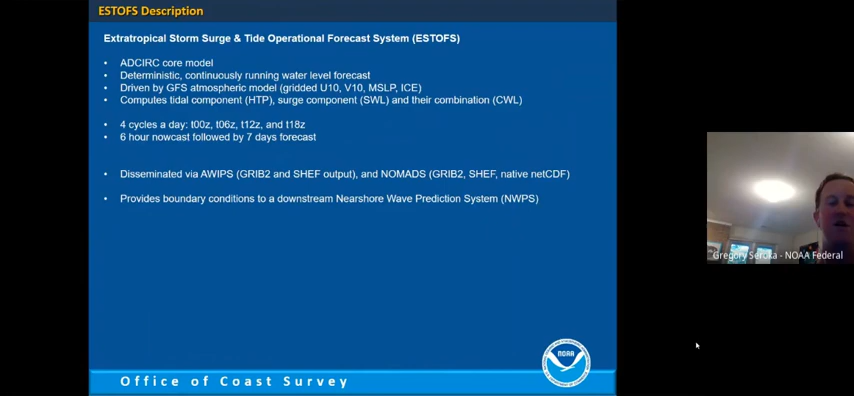 ESTOFS Description
Extratropical Storm Surge & Tide Operational Forecast System (ESTOFS)
• ADCIRC core model
• Deterministic, continuously running water level forecast
• Driven by GFS atmospheric model (gridded U10, V10, MSLP, ICE)
• Computes tidal component (HTP), surge component (SWL) and their combination (CWL)
• 4 cycles a day: t00z, t06z, t12z, and t18z
• 6 hour nowcast followed by 7 days forecast
• Disseminated via AWIPS (GRIB2 and SHEF output), and NOMADS (GRIB2, SHEF, native netCDF)
• Provides boundary conditions to a downstream Nearshore Wave Prediction System (NWPS)
Gregory Seroka - NOAA Federal
NOAA
Office of Coast Survey